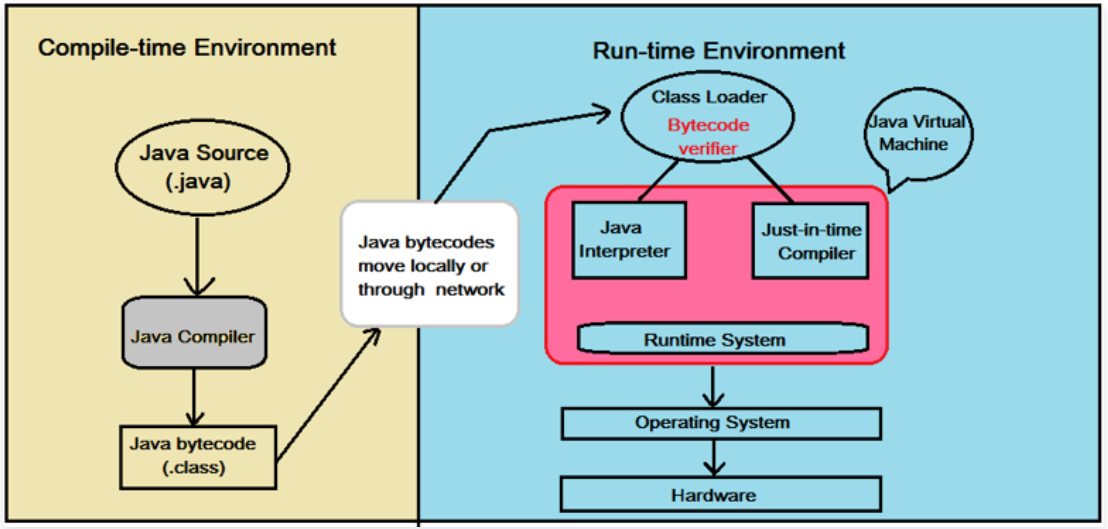 Compile-time Environment
Java Source
(.java)
Java Compiler
Java bytecode
(.class)
Java bytecodes
move locally or
through network
Run-time Environment
Class Loader
Bytecode
verifier
Java Virtual
Machine
Java
Interpreter
Just-in-time
Compiler
Runtime System
Operating System
Hardware